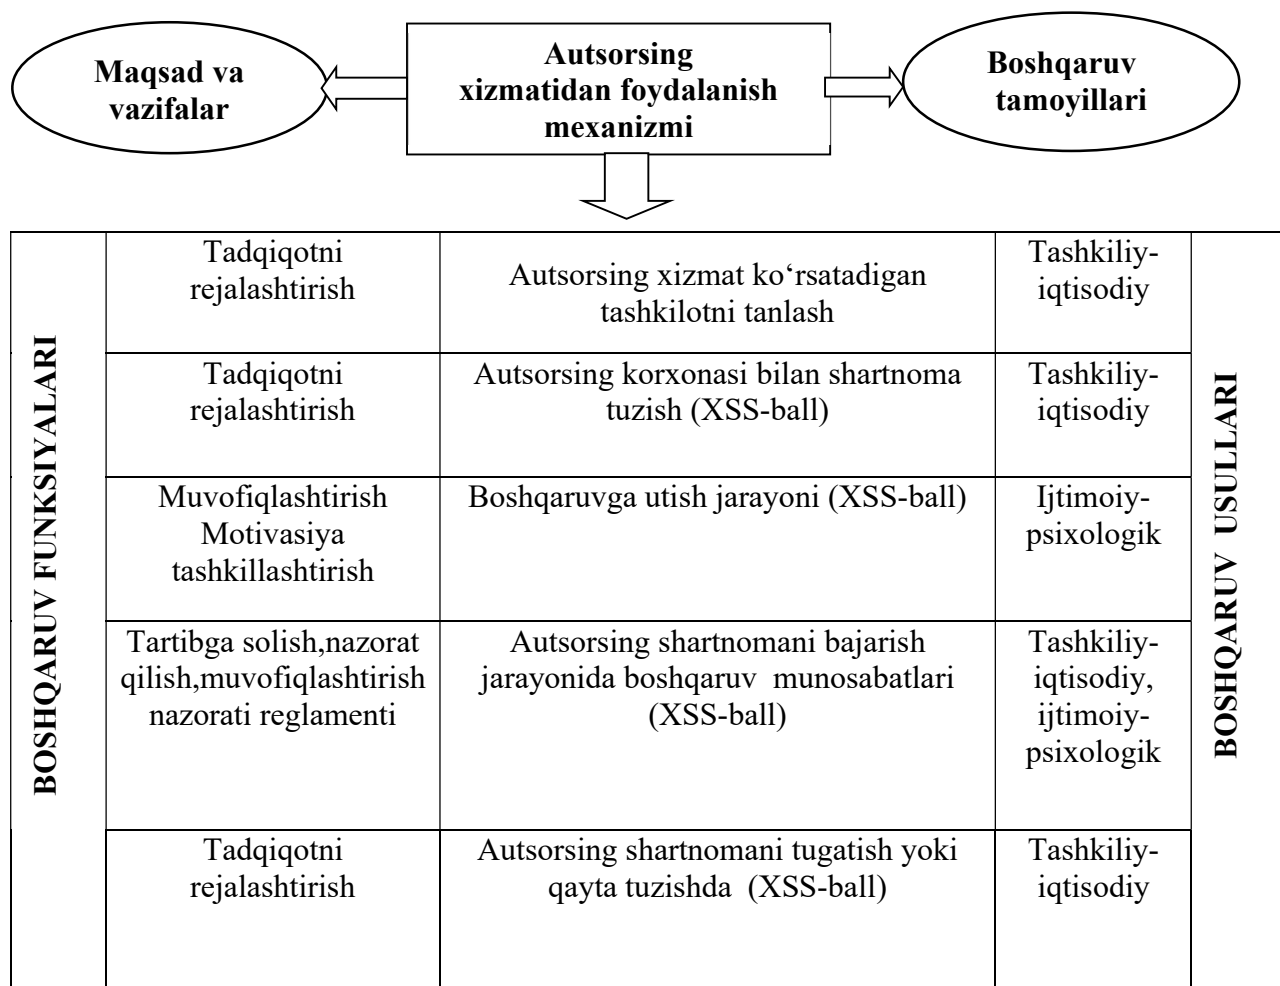 Maqsad va
vazifalar
Autsorsing
xizmatidan foydalanish
mexanizmi
Boshqaruv
tamoyillari
BOSHQARUV FUNKSIYALARI
Tadqiqotni
rejalashtirish
Autsorsing xizmat ko‘rsatadigan
tashkilotni tanlash
Tashkiliy-
iqtisodiy
Tadqiqotni
rejalashtirish
Autsorsing korxonasi bilan shartnoma
tuzish (XSS-ball)
Tashkiliy-
iqtisodiy
Muvofiqlashtirish
Motivasiya
tashkillashtirish
Boshqaruvga utish jarayoni (XSS-ball)
Ijtimoiy-
psixologik
Tartibga solish,nazorat
qilish,muvofiqlashtirish
nazorati reglamenti
Autsorsing shartnomani bajarish
jarayonida boshqaruv  munosabatlari
(XSS-ball)
Tashkiliy-
iqtisodiy,
ijtimoiy-
psixologik
Tadqiqotni
rejalashtirish
Autsorsing shartnomani tugatish yoki
qayta tuzishda  (XSS-ball)
Tashkiliy-
iqtisodiy
BOSHQARUV  USULLARI